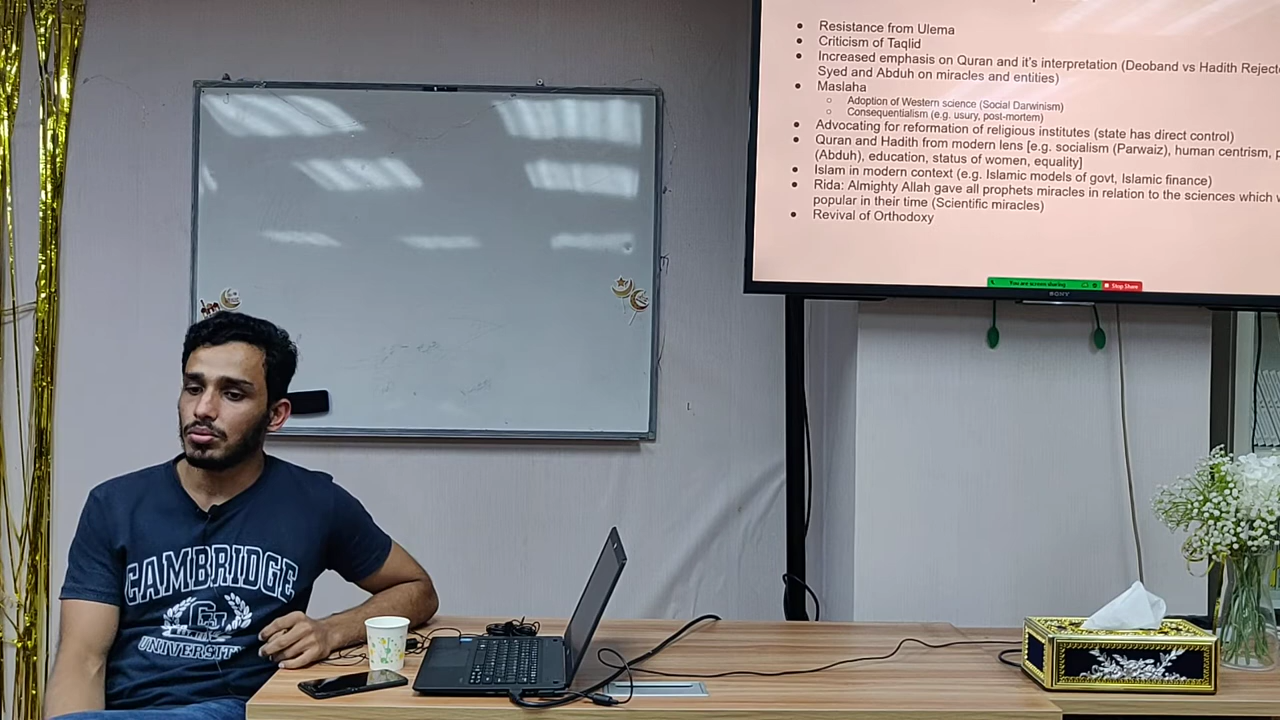 Resistance from Ulema
Criticism of Taqlid
Increased emphasis on Quran and it's interpretation (Deoband vs Hadith Reject
Syed and Abduh on miracles and entities)
Maslaha
Adoption of Western science (Social Darwinism)
Consequentialism (e.g. usury, post-mortem)
Advocating for reformation of religious institutes (state has direct control)
Quran and Hadith from modern lens [e.g. socialism (Parwaiz), human centrism,
(Abduh), education, status of women, equality]
Islam in modern context (e.g. Islamic models of govt, Islamic finance)
Rida: Almighty Allah gave all prophets miracles in relation to the sciences which
popular in their time (Scientific miracles)
Revival of Orthodoxy
You are screen sharing
Stop Share
SONY
CAMBRIDGE
UNIVERSITY